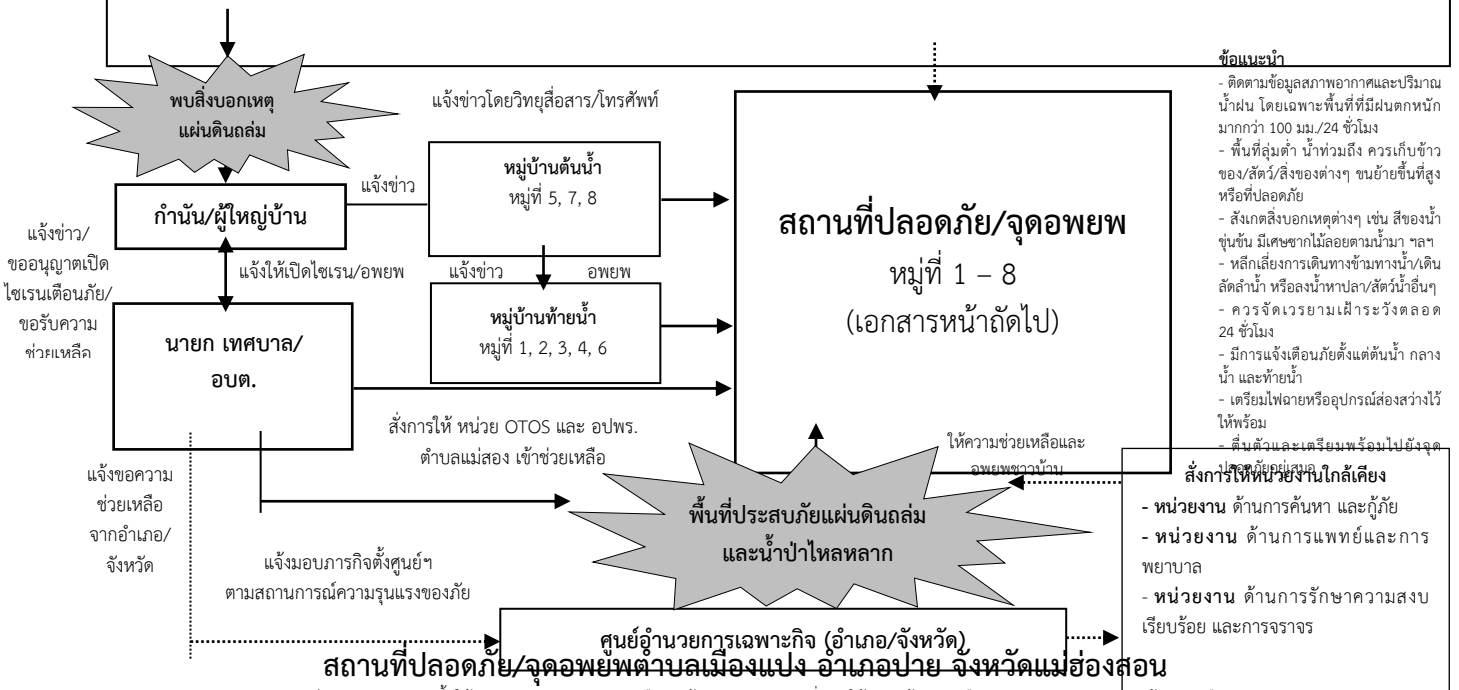 พบสิ่งบอกเหตุ
แผ่นดินถล่ม
แจ้งข่าวโดยวิทยุสื่อสาร/โทรศัพท์
กำนัน/ผู้ใหญ่บ้าน
แจ้งข่าว
หมู่บ้านต้นน้ำ
หมู่ที่ 5, 7, 8
แจ้งข่าว/
ขออนุญาตเปิด
ไซเรนเตือนภัย/
ขอรับความ
ช่วยเหลือ
แจ้งให้เปิดไซเรน/อพยพ
แจ้งข่าว
อพยพ
หมู่บ้านท้ายน้ำ
หมู่ที่ 1, 2, 3, 4, 6
นายก เทศบาล/
อบต.
สถานที่ปลอดภัย/จุดอพยพ
หมู่ที่ 1 – 8
(เอกสารหน้าถัดไป)
ข้อแนะนำ
- ติดตามข้อมูลสภาพอากาศและปริมาณ
น้ำฝน โดยเฉพาะพื้นที่ที่มีฝนตกหนัก
มากกว่า 100 มม./24 ชั่วโมง
- พื้นที่ลุ่มต่ำ น้ำท่วมถึง ควรเก็บข้าว
ของ/สัตว์/สิ่งของต่างๆ ขนย้ายขึ้นที่สูง
หรือที่ปลอดภัย
- สังเกตสิ่งบอกเหตุต่างๆ เช่น สีของน้ำ
ขุ่นข้น มีเศษซากไม้ลอยตามน้ำมา ฯลฯ
- หลีกเลี่ยงการเดินทางข้ามทางน้ำ/เดิน
ลัดลำน้ำ หรือลงน้ำหาปลา/สัตว์น้ำอื่นๆ
- ควรจัดเวรยามเฝ้าระวังตลอด
24 ชั่วโมง
- มีการแจ้งเตือนภัยตั้งแต่ต้นน้ำ กลาง
น้ำ และท้ายน้ำ
- เตรียมไฟฉายหรืออุปกรณ์ส่องสว่างไว้
ให้พร้อม
- ตื่นตัวและเตรียมพร้อมไปยังจุด
ปลอดภัยอยู่เสมอ
สั่งการให้ หน่วย OTOS และ อปพร.
ตำบลแม่สอง เข้าช่วยเหลือ
ให้ความช่วยเหลือและ
อพยพชาวบ้าน
แจ้งขอความ
ช่วยเหลือ
จากอำเภอ/
จังหวัด
พื้นที่ประสบภัยแผ่นดินถล่ม
และน้ำป่าไหลหลาก
แจ้งมอบภารกิจตั้งศูนย์ฯ
ตามสถานการณ์ความรุนแรงของภัย
สั่งการให้หน่วยงานใกล้เคียง
- หน่วยงาน ด้านการค้นหา และกู้ภัย
- หน่วยงาน ด้านการแพทย์และการ
พยาบาล
- หน่วยงาน ด้านการรักษาความสงบ
เรียบร้อย และการจราจร
ศูนย์อำนวยการเฉพาะกิจ (อำเภอ/จังหวัด)
สถานที่ปลอดภัย/จุดอพยพตำบลเมืองแปง อำเภอปาย จังหวัดแม่ฮ่องสอน